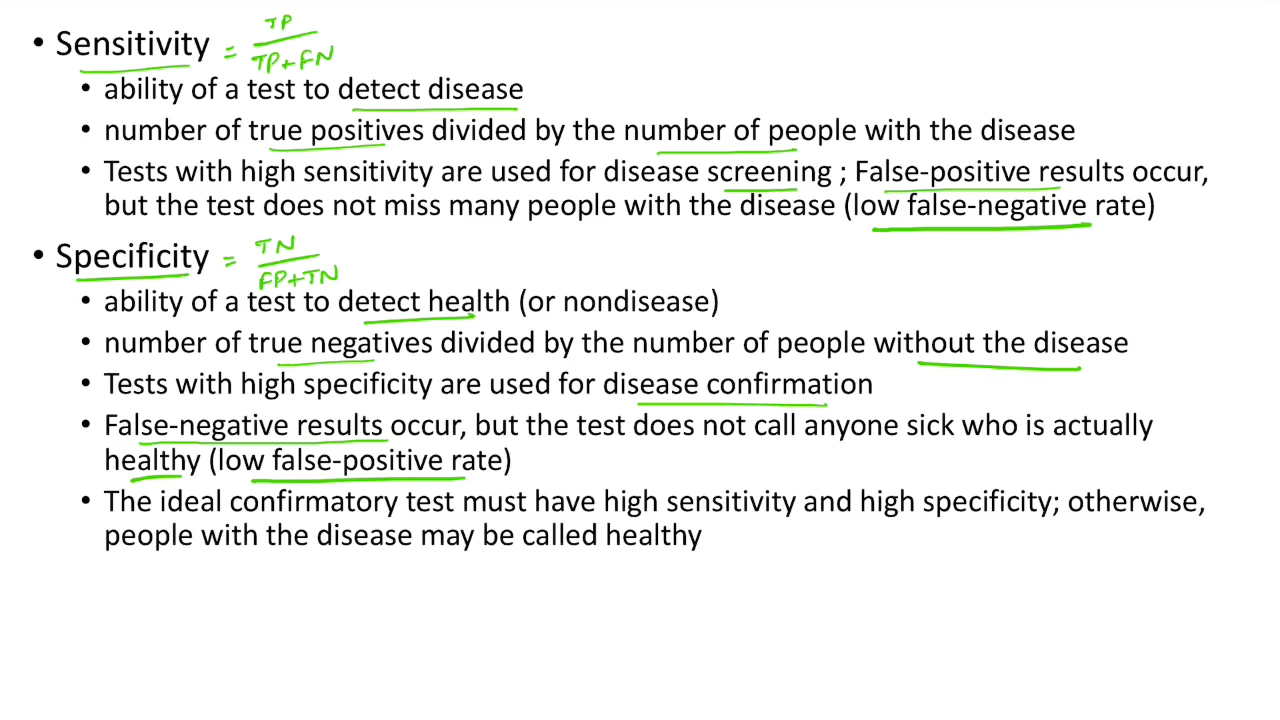 • Sensitivity = TP / TP+FN
• ability of a test to detect disease
• number of true positives divided by the number of people with the disease
• Tests with high sensitivity are used for disease screening ; False-positive results occur,
but the test does not miss many people with the disease (low false-negative rate)
• Specificity = TN / FP+TN
• ability of a test to detect health (or nondisease)
• number of true negatives divided by the number of people without the disease
• Tests with high specificity are used for disease confirmation
• False-negative results occur, but the test does not call anyone sick who is actually
healthy (low false-positive rate)
• The ideal confirmatory test must have high sensitivity and high specificity; otherwise,
people with the disease may be called healthy